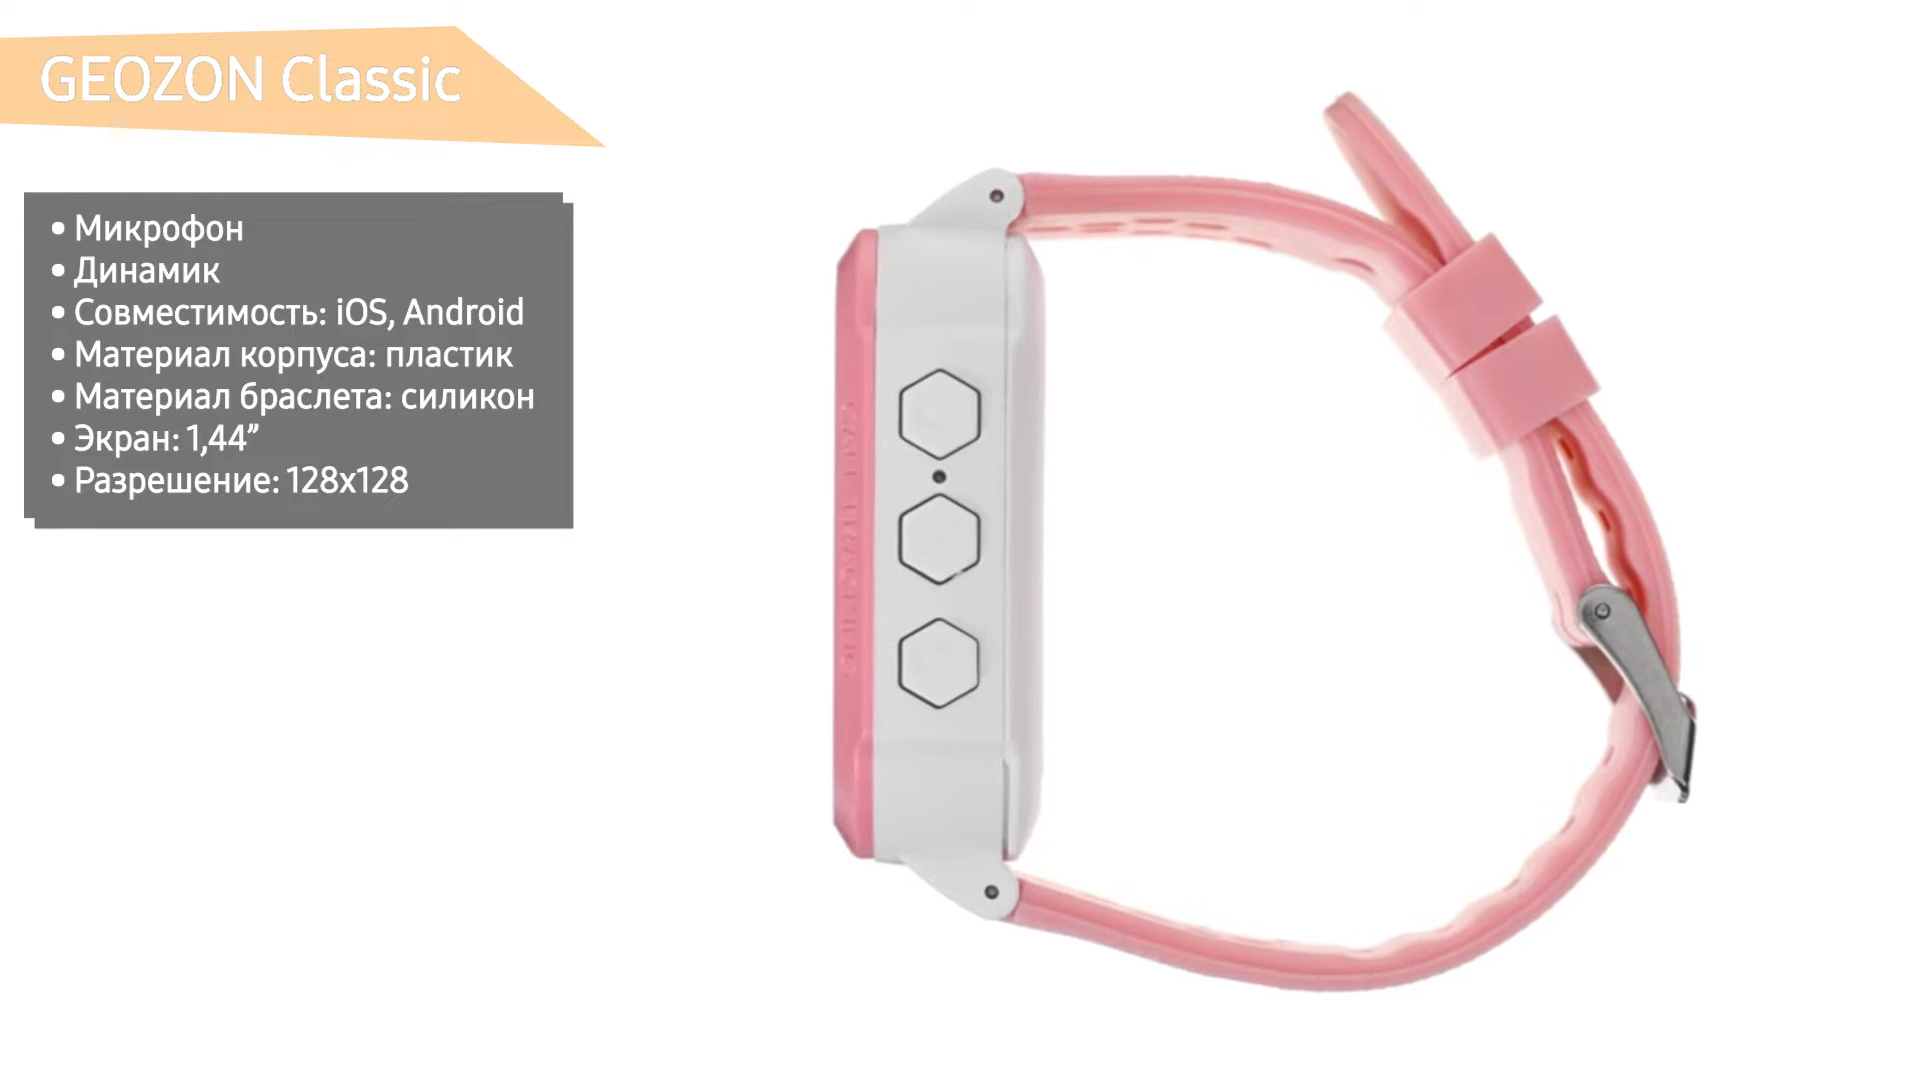 GEOZON Classic
• Микрофон
• Динамик
• Совместимость: iOS, Android
• Материал корпуса: пластик
• Материал браслета: силикон
• Экран: 1,44”
• Разрешение: 128x128